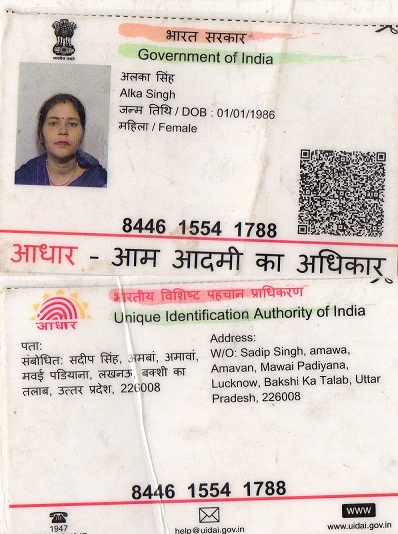 भारत सरकार
Government of India
अलका सिंह
Alka Singh
जन्म तिथि / DOB : 01/01/1986
महिला / Female
8446 1554 1788
आधार - आम आदमी का अधिकार
भारतीय विशिष्ट पहचान प्राधिकरण
Unique Identification Authority of India
आधार
पता:
संबोधित: सदीप सिंह, अमबा, अमावां,
मवई पडियाना, लखनऊ, बक्शी का
तलाब, उत्तर प्रदेश, 226008
Address:
W/O: Sadip Singh, amawa,
Amavan, Mawai Padiyana,
Lucknow, Bakshi Ka Talab, Uttar
Pradesh, 226008
8446 1554 1788
1947
help@uidai.gov.in
www
www.uidai.gov.in